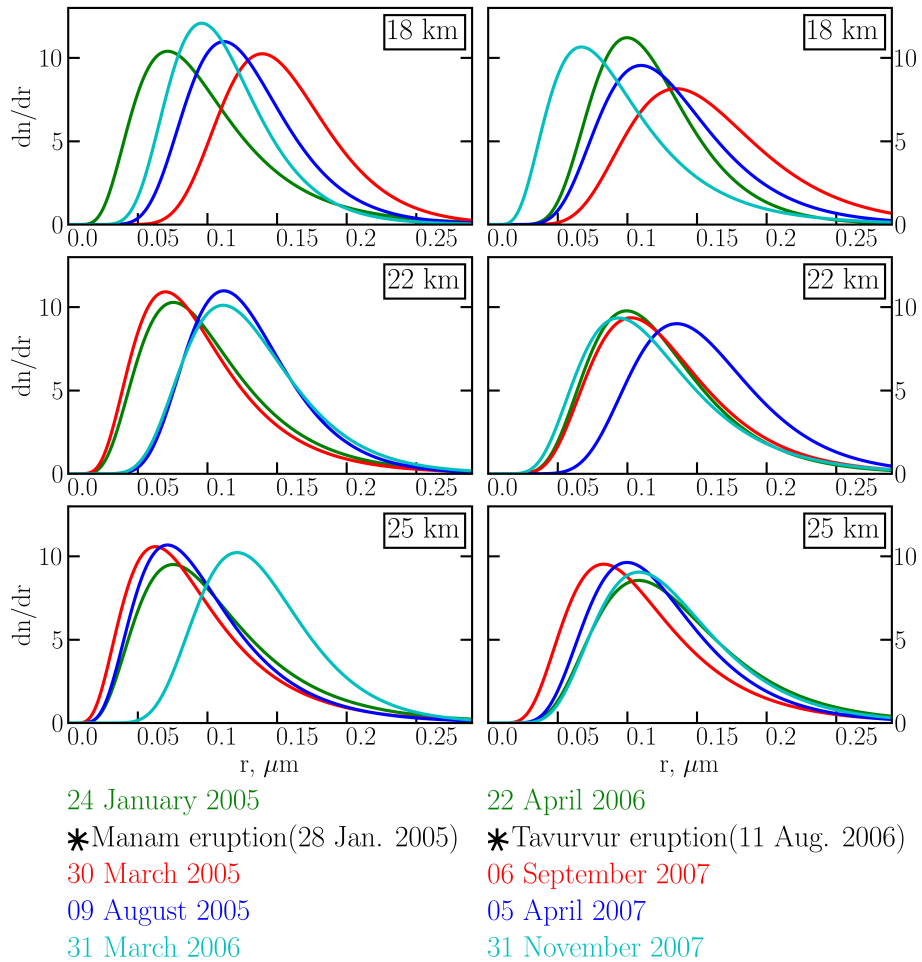 18 km
18 km
dn/dr
10
5
0
10
5
0
0.0 0.05 0.1 0.15 0.2 0.25
0.0 0.05 0.1 0.15 0.2 0.25
22 km
22 km
dn/dr
10
5
0
10
5
0
0.0 0.05 0.1 0.15 0.2 0.25
0.0 0.05 0.1 0.15 0.2 0.25
25 km
25 km
dn/dr
10
5
0
10
5
0
0.0 0.05 0.1 0.15 0.2 0.25
0.0 0.05 0.1 0.15 0.2 0.25
r, μm
r, μm
24 January 2005
∗Manam eruption(28 Jan. 2005)
30 March 2005
09 August 2005
31 March 2006
22 April 2006
∗Tavurvur eruption(11 Aug. 2006)
06 September 2007
05 April 2007
31 November 2007